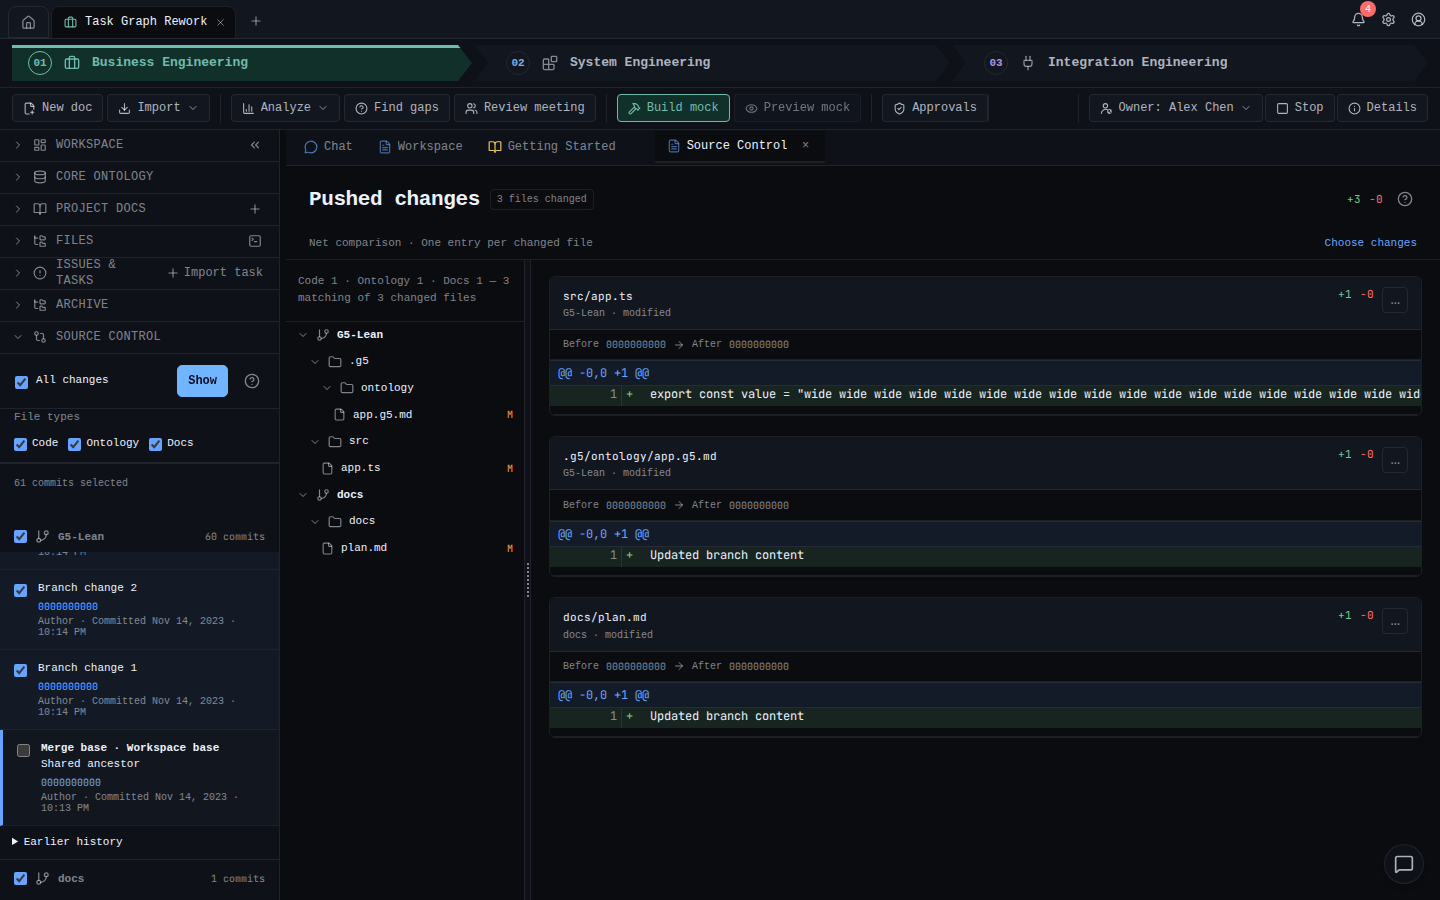 Task Graph Rework
4
01 Business Engineering
02 System Engineering
03 Integration Engineering
New doc
Import
Analyze
Find gaps
Review meeting
Build mock
Preview mock
Approvals
Owner: Alex Chen
Stop
Details
WORKSPACE
CORE ONTOLOGY
PROJECT DOCS
FILES
ISSUES &
TASKS
Import task
ARCHIVE
SOURCE CONTROL
All changes
Show
File types
Code
Ontology
Docs
61 commits selected
G5-Lean
60 commits
10:14 PM
Branch change 2
0000000000
Author · Committed Nov 14, 2023 ·
10:14 PM
Branch change 1
0000000000
Author · Committed Nov 14, 2023 ·
10:14 PM
Merge base · Workspace base
Shared ancestor
0000000000
Author · Committed Nov 14, 2023 ·
10:13 PM
Earlier history
docs
1 commits
Chat
Workspace
Getting Started
Source Control ×
Pushed changes
3 files changed
+3 -0
Net comparison · One entry per changed file
Choose changes
Code 1 · Ontology 1 · Docs 1 — 3
matching of 3 changed files
G5-Lean
.g5
ontology
app.g5.md M
src
app.ts M
docs
docs
plan.md M
src/app.ts
G5-Lean · modified
+1 -0
...
Before 0000000000 → After 0000000000
@@ -0,0 +1 @@
1 + export const value = "wide wide wide wide wide wide wide wide wide wide wide wide wide wide wid
.g5/ontology/app.g5.md
G5-Lean · modified
+1 -0
...
Before 0000000000 → After 0000000000
@@ -0,0 +1 @@
1 + Updated branch content
docs/plan.md
docs · modified
+1 -0
...
Before 0000000000 → After 0000000000
@@ -0,0 +1 @@
1 + Updated branch content